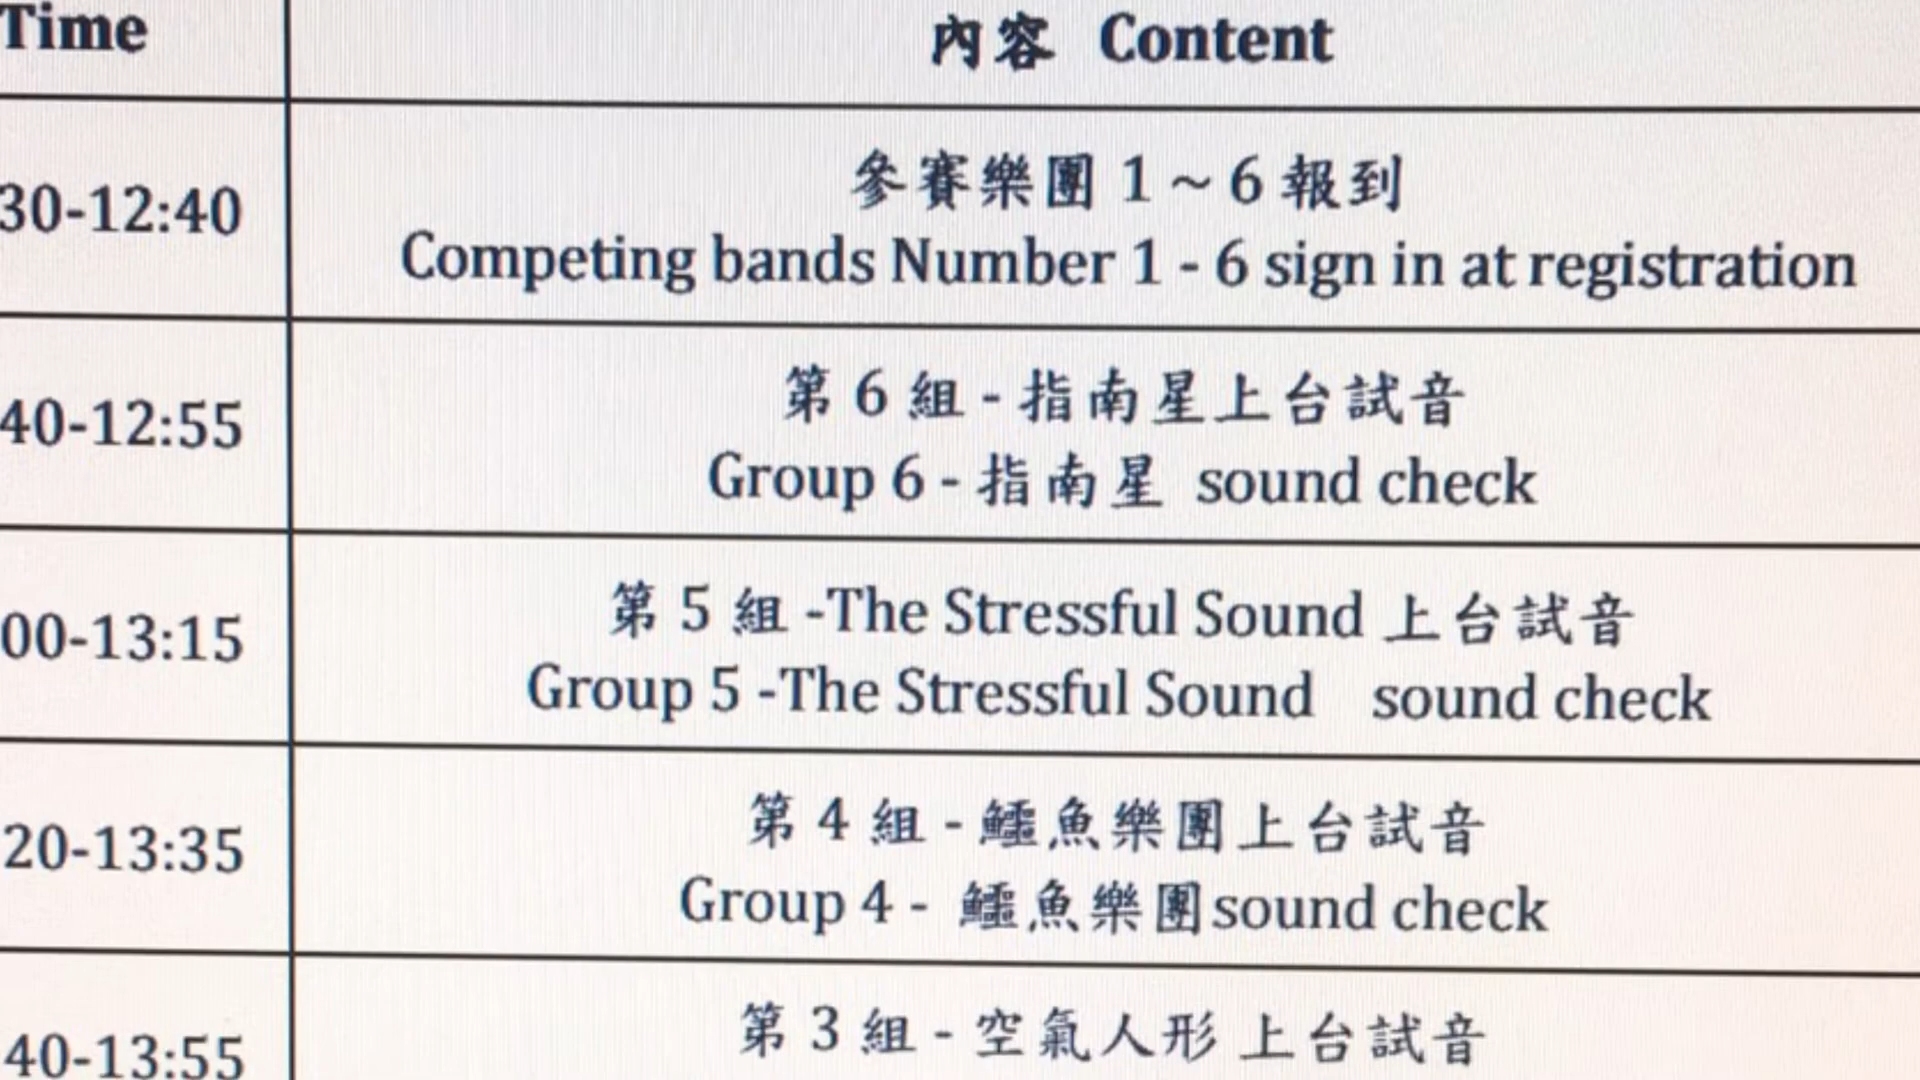 Time
內容 Content
30-12:40
參賽樂團 1 ~ 6 報到
Competing bands Number 1 - 6 sign in at registration
40-12:55
第 6 組 - 指南星上台試音
Group 6 - 指南星 sound check
00-13:15
第 5 組 -The Stressful Sound 上台試音
Group 5 -The Stressful Sound sound check
20-13:35
第 4 組 - 鱷魚樂團上台試音
Group 4 - 鱷魚樂團 sound check
40-13:55
第 3 組 - 空氣人形 上台試音